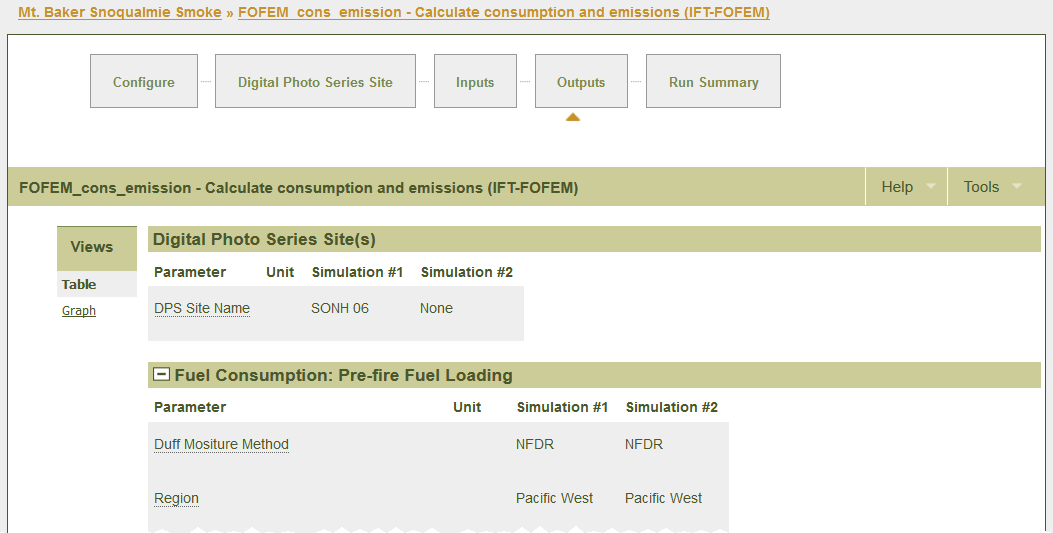 Mt. Baker Snoqualmie Smoke » FOFEM_cons_emission - Calculate consumption and emissions (IFT-FOFEM)
Configure Digital Photo Series Site Inputs Outputs Run Summary
FOFEM_cons_emission - Calculate consumption and emissions (IFT-FOFEM) Help Tools
Views
Table
Graph
Digital Photo Series Site(s)
Parameter Unit Simulation #1 Simulation #2
DPS Site Name SONH 06 None
Fuel Consumption: Pre-fire Fuel Loading
Parameter Unit Simulation #1 Simulation #2
Duff Mositure Method NFDR NFDR
Region Pacific West Pacific West